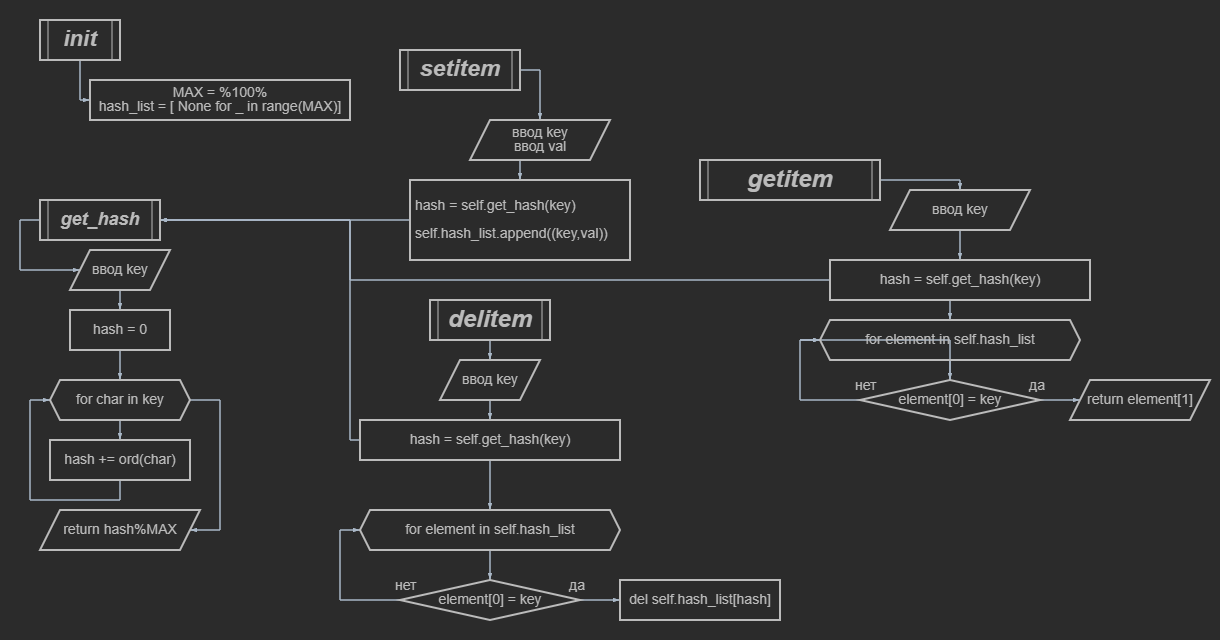 init
MAX = %100%
hash_list = [ None for _ in range(MAX)]
setitem
ввод key
ввод val
hash = self.get_hash(key)
self.hash_list.append((key,val))
getitem
ввод key
hash = self.get_hash(key)
for element in self.hash_list
нет
да
element[0] = key
return element[1]
get_hash
ввод key
hash = 0
for char in key
hash += ord(char)
return hash%MAX
delitem
ввод key
hash = self.get_hash(key)
for element in self.hash_list
нет
да
element[0] = key
del self.hash_list[hash]